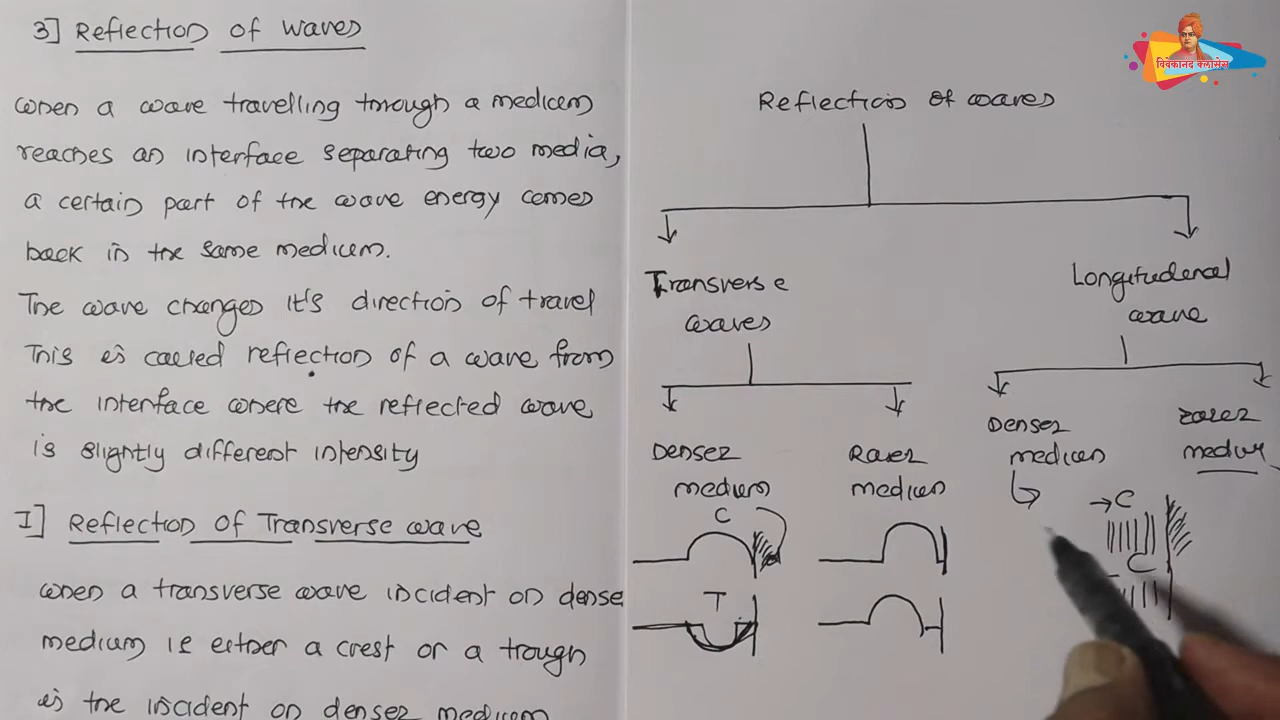 3] Reflection of waves
When a wave travelling through a medium
reaches an interface separating two media,
a certain part of the wave energy comes
back in the same medium.
The wave changes it's direction of travel
This is called reflection of a wave from
the interface where the reflected wave
is slightly different intensity
I] Reflection of Transverse wave
When a transverse wave incident on dense
medium is either a crest or a trough
is the incident on denser medium
विवेकानंद क्लासेस
Reflection of waves
Transverse
waves
Longitudenal
wave
Denser
medium
Rarer
medium
Denser
medium
rarer
medium
C
T
C
C